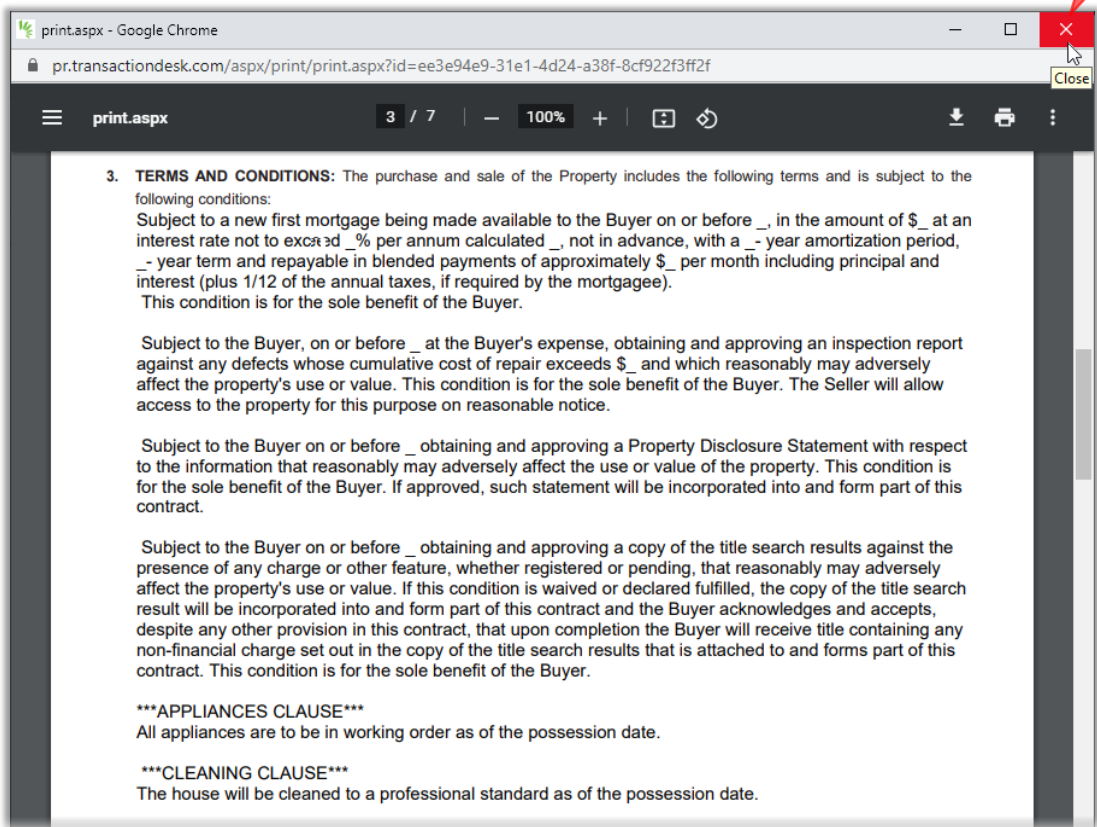 print.aspx - Google Chrome
pr.transactiondesk.com/aspx/print/print.aspx?id=ee3e94e9-31e1-4d24-a38f-8cf922f3ff2f
Close
print.aspx
3 / 7
100%
3. TERMS AND CONDITIONS: The purchase and sale of the Property includes the following terms and is subject to the
following conditions:
Subject to a new first mortgage being made available to the Buyer on or before _, in the amount of $_ at an
interest rate not to _% per annum calculated _, not in advance, with a _- year amortization period,
_- year term and repayable in blended payments of approximately $_ per month including principal and
interest (plus 1/12 of the annual taxes, if required by the mortgagee).
This condition is for the sole benefit of the Buyer.
Subject to the Buyer, on or before _ at the Buyer's expense, obtaining and approving an inspection report
against any defects whose cumulative cost of repair exceeds $_ and which reasonably may adversely
affect the property's use or value. This condition is for the sole benefit of the Buyer. The Seller will allow
access to the property for this purpose on reasonable notice.
Subject to the Buyer on or before _ obtaining and approving a Property Disclosure Statement with respect
to the information that reasonably may adversely affect the use or value of the property. This condition is
for the sole benefit of the Buyer. If approved, such statement will be incorporated into and form part of this
contract.
Subject to the Buyer on or before _ obtaining and approving a copy of the title search results against the
presence of any charge or other feature, whether registered or pending, that reasonably may adversely
affect the property's use or value. If this condition is waived or declared fulfilled, the copy of the title search
result will be incorporated into and form part of this contract and the Buyer acknowledges and accepts,
despite any other provision in this contract, that upon completion the Buyer will receive title containing any
non-financial charge set out in the copy of the title search results that is attached to and forms part of this
contract. This condition is for the sole benefit of the Buyer.
***APPLIANCES CLAUSE***
All appliances are to be in working order as of the possession date.
***CLEANING CLAUSE***
The house will be cleaned to a professional standard as of the possession date.